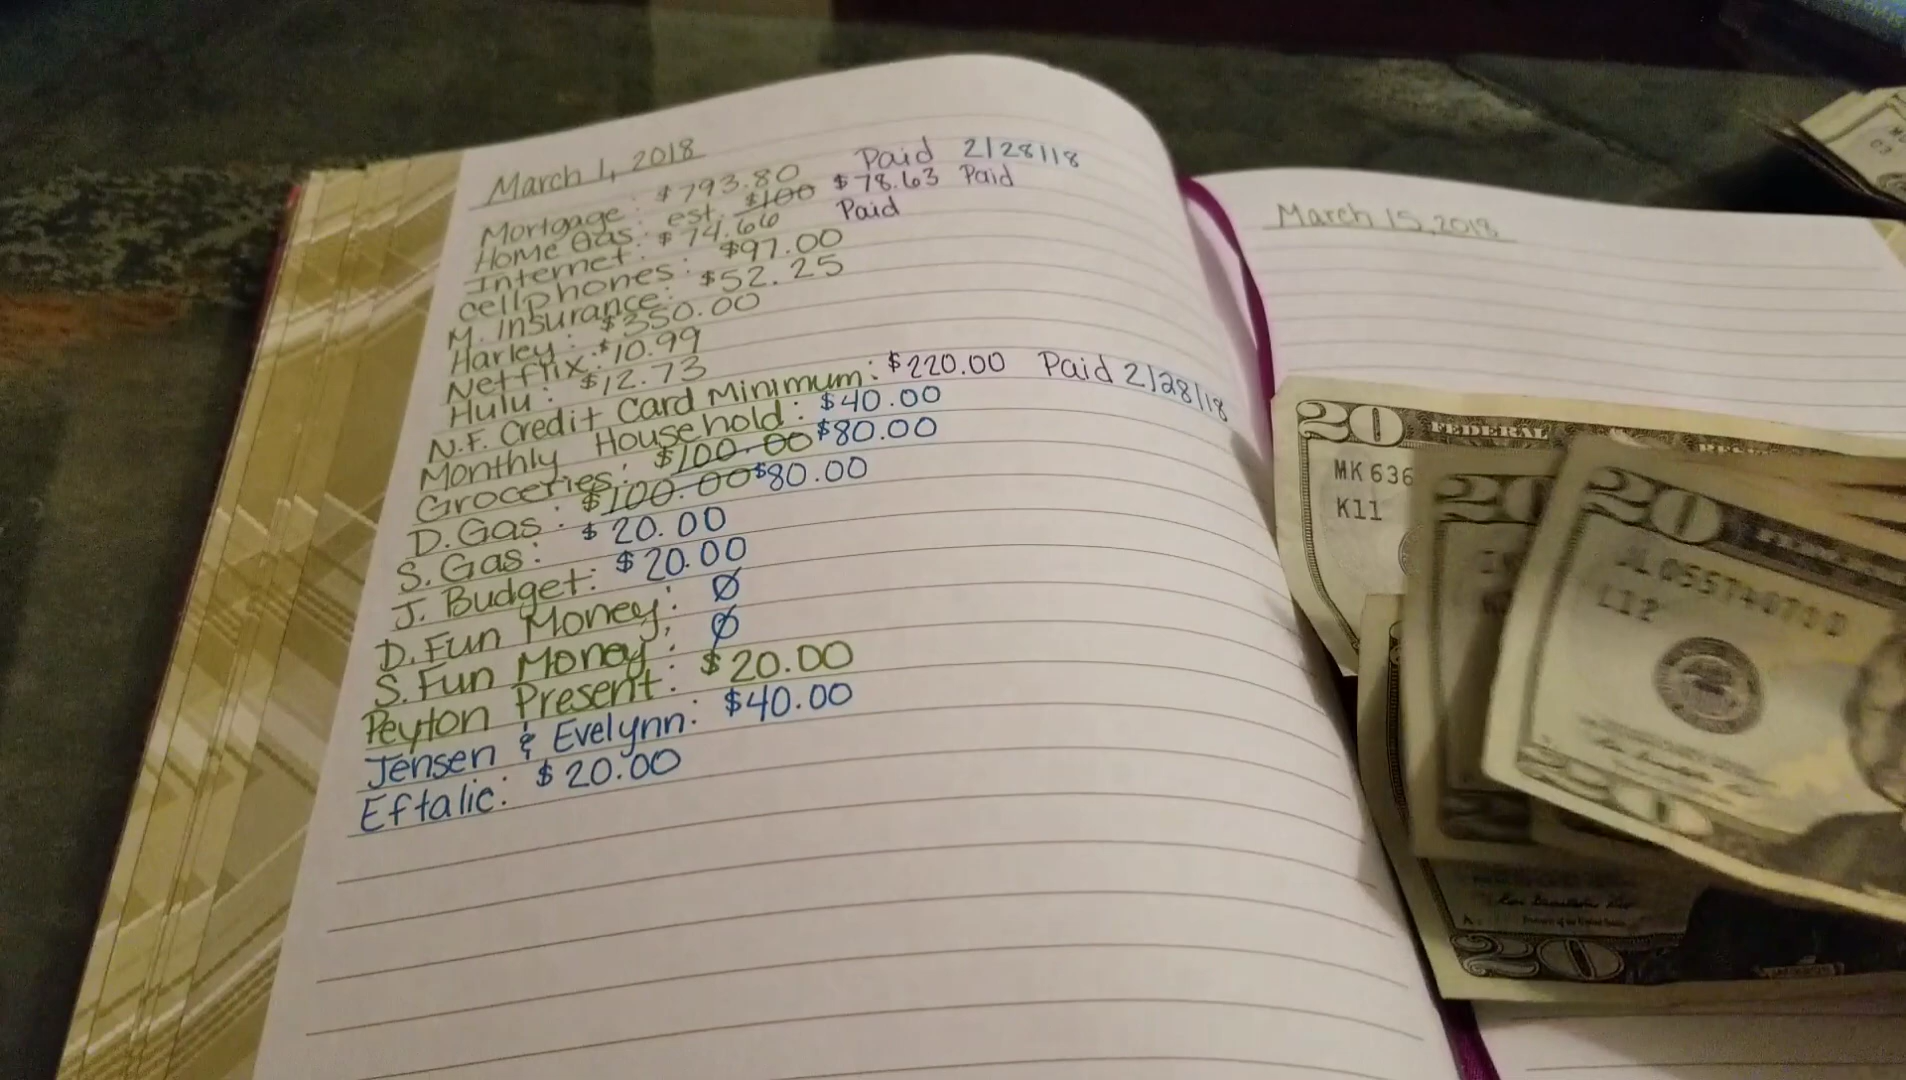 March 1, 2018
Mortgage: $793.80 Paid 2/28/18
Home Gas: est. $100 $78.63 Paid
Internet: $74.66 Paid
Cellphones: $97.00
M. Insurance: $52.25
Harley: $350.00
Netflix: $10.99
Hulu: $12.73
N.F. Credit Card Minimum: $220.00 Paid 2/28/18
Monthly Household: $40.00
Groceries: $100.00 $80.00
D. Gas: $100.00 $80.00
S. Gas: $20.00
J. Budget: $20.00
D. Fun Money: Ø
S. Fun Money: Ø
Peyton Present: $20.00
Jensen & Evelynn: $40.00
Eftalic: $20.00
March 15, 2018
20
FEDERAL
MK 636
K11
20
20
L12
20
20